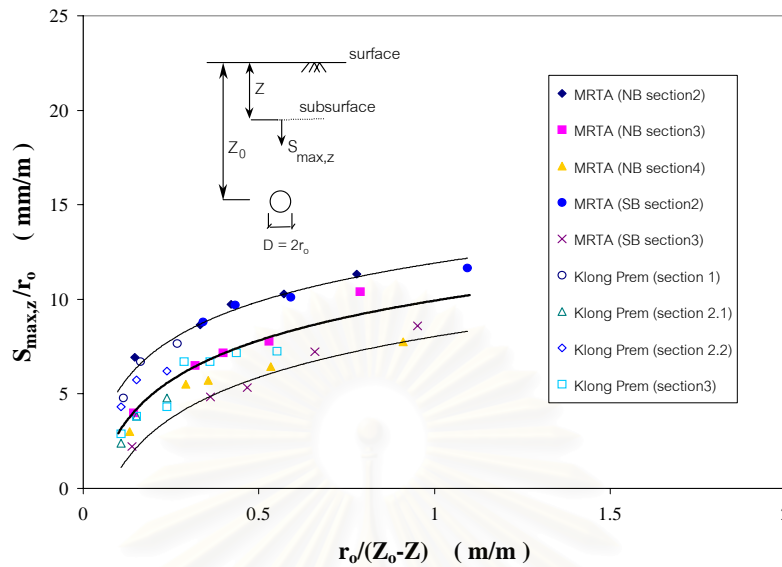 25
20
15
10
5
0
S_max,z/r_o ( mm/m)
surface
Z
subsurface
Z_0
S_max,z
D = 2r_o
MRTA (NB section2)
MRTA (NB section3)
MRTA (NB section4)
MRTA (SB section2)
MRTA (SB section3)
Klong Prem (section 1)
Klong Prem (section 2.1)
Klong Prem (section 2.2)
Klong Prem (section3)
0 0.5 1
r_o/(Z_o-Z) ( m/m)